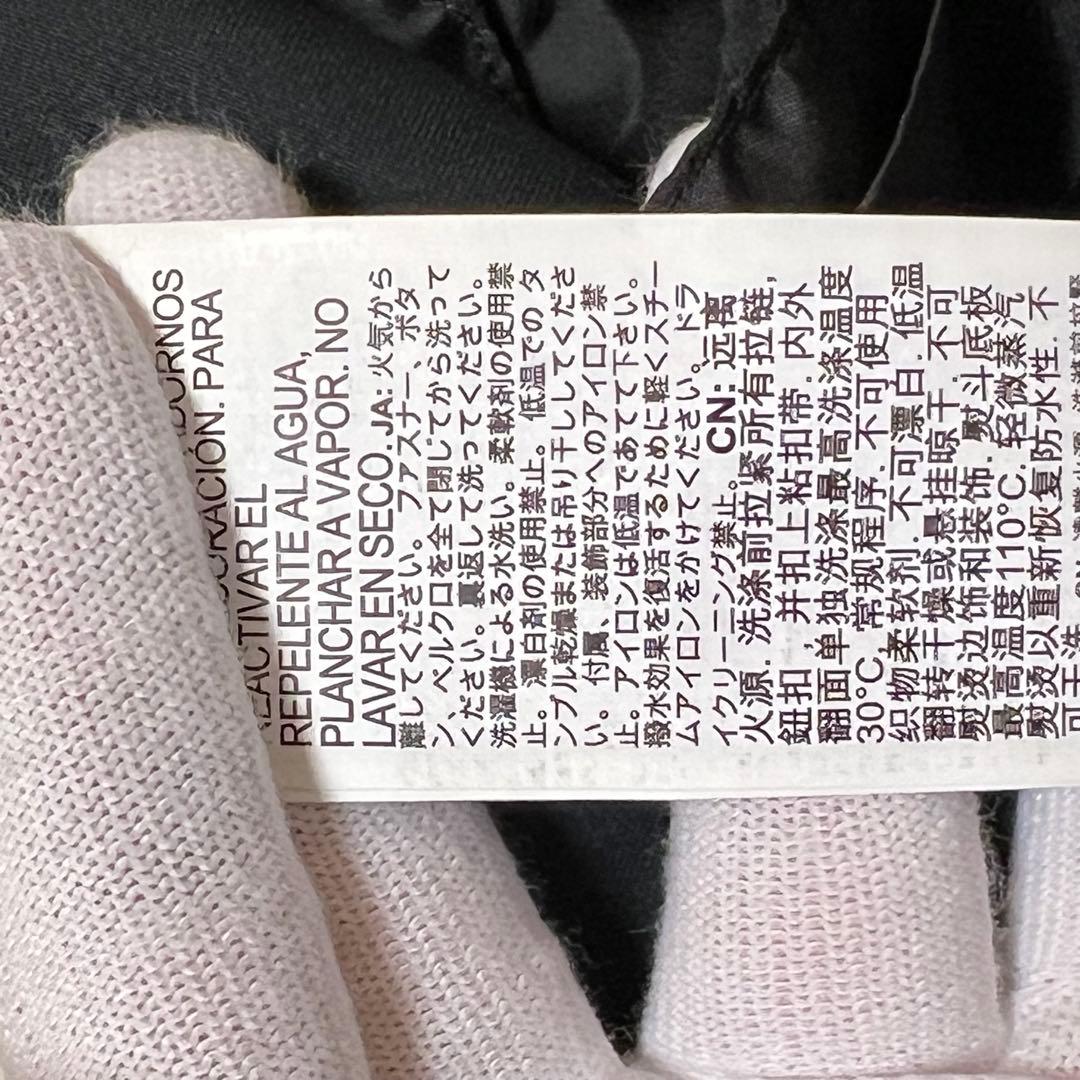 ADORNOS
DECORACIÓN. PARA
REACTIVAR EL
REPELENTE AL AGUA,
PLANCHAR A VAPOR. NO
LAVAR EN SECO. JA: 火気から
離してください。ファスナー、ボタ
ン、ベルクロを全て閉じてから洗って
ください。裏返して洗ってください。
洗濯機による水洗い。柔軟剤の使用禁
止。漂白剤の使用禁止。低温でのタ
ンブル乾燥または吊り干ししてくださ
い。付属、装飾部分へのアイロン禁
止。アイロンは低温であてて下さい。
撥水効果を復活するために軽くスチー
ムアイロンをかけてください。ドラ
イクリーニング禁止。 CN: 远离
火源. 洗涤前拉紧所有拉链,
鈕扣 , 并扣上粘扣带. 内外
翻面单独洗涤最高洗涤温度
30°C, 常规程序. 不可使用
织物柔软剂. 不可漂白. 低温
翻转干燥或悬挂晾干. 不可
熨烫边饰和装饰. 熨斗底板
最高温度110°C. 轻微蒸汽
熨烫以重新恢复防水性. 不
可干洗.